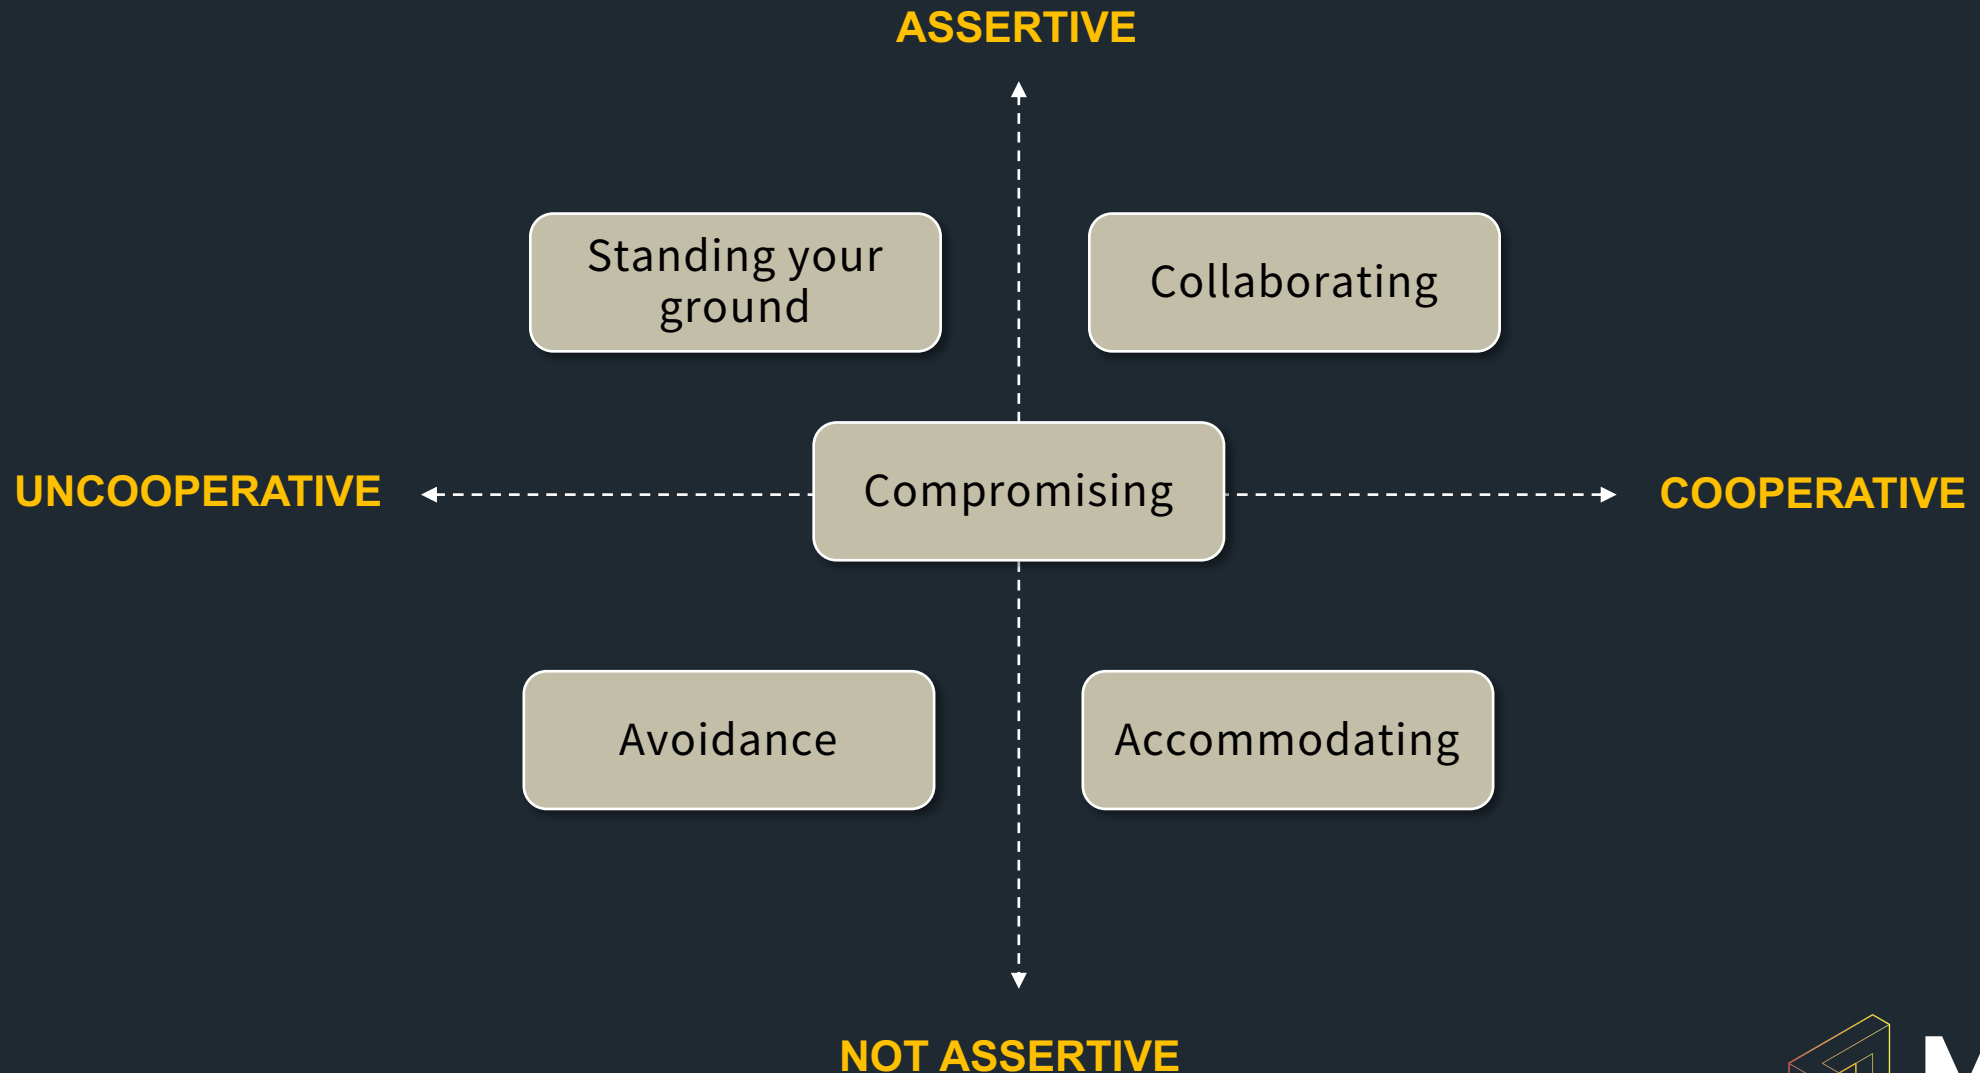 ASSERTIVE
Standing your
ground
Collaborating
UNCOOPERATIVE
Compromising
COOPERATIVE
Avoidance
Accommodating
NOT ASSERTIVE